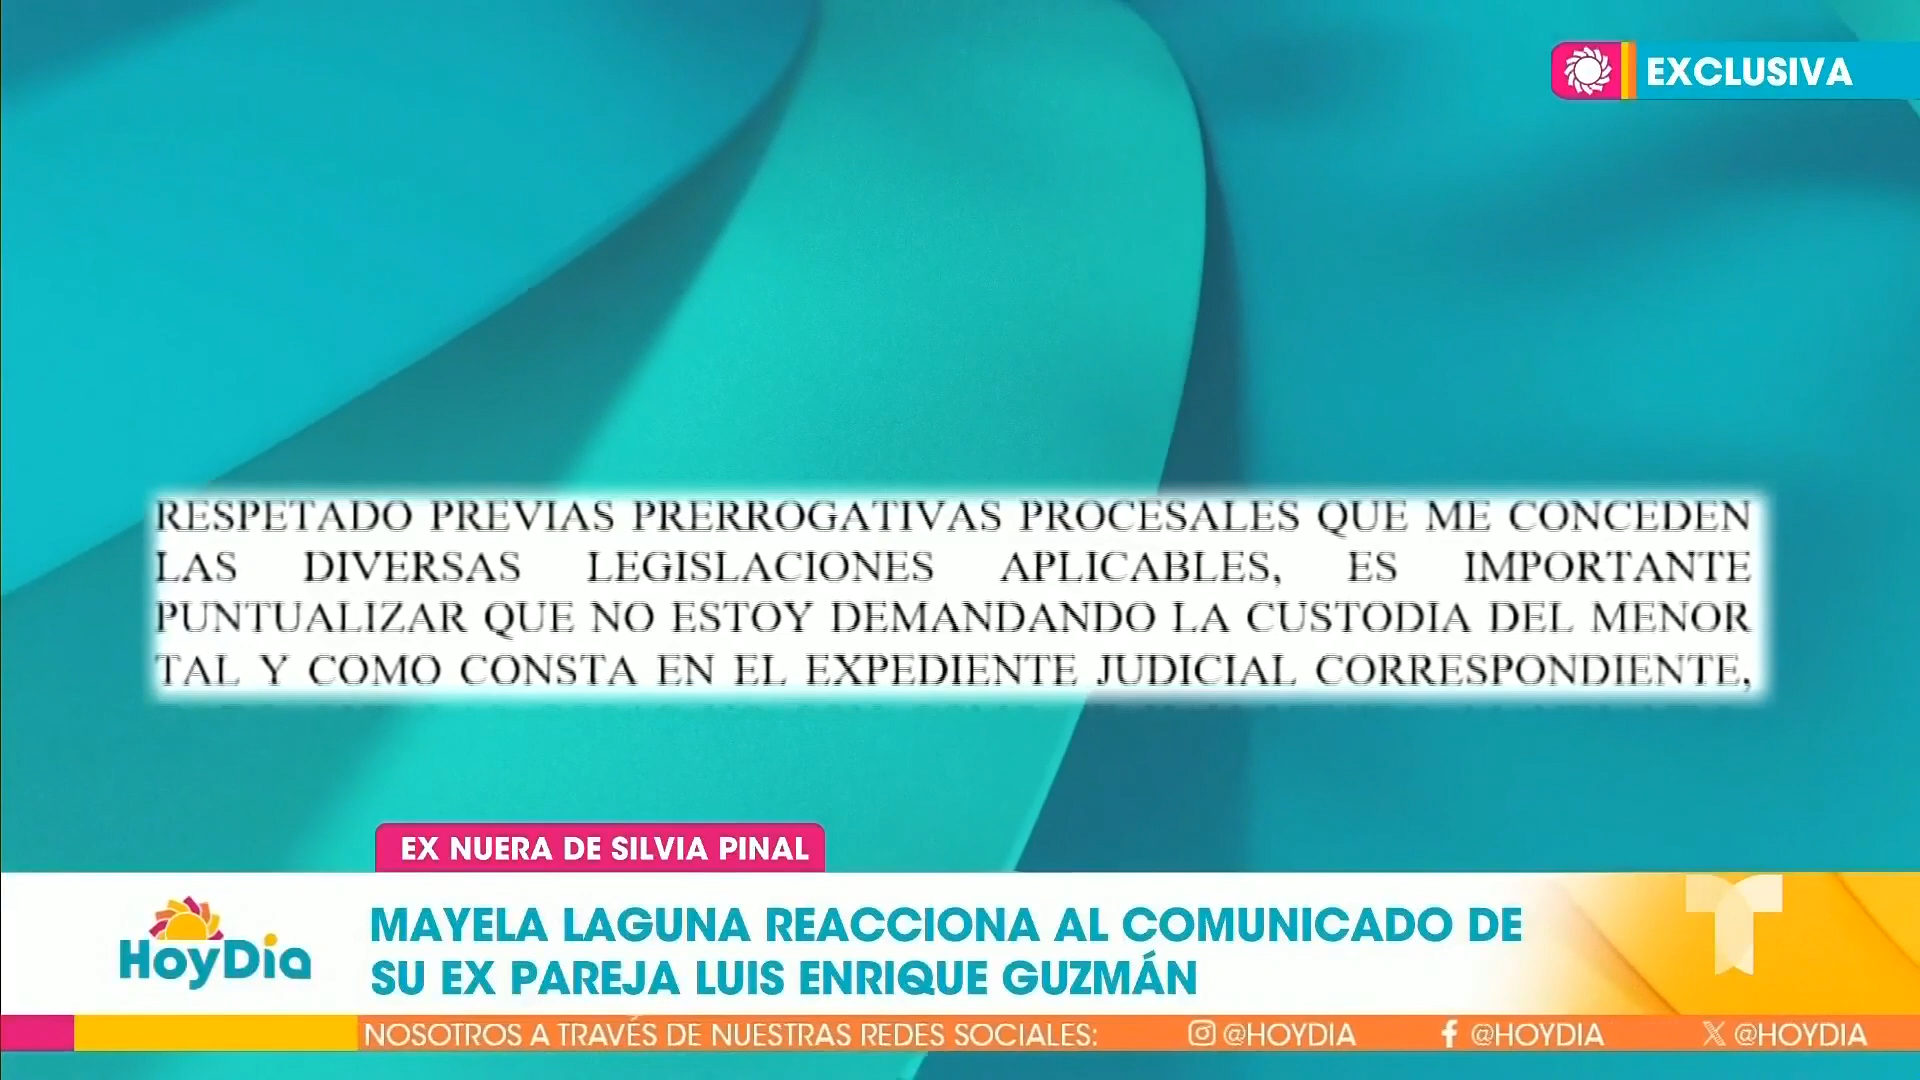 EXCLUSIVA
RESPETADO PREVIAS PRERROGATIVAS PROCESALES QUE ME CONCEDEN
LAS DIVERSAS LEGISLACIONES APLICABLES, ES IMPORTANTE
PUNTUALIZAR QUE NO ESTOY DEMANDANDO LA CUSTODIA DEL MENOR
TAL Y COMO CONSTA EN EL EXPEDIENTE JUDICIAL CORRESPONDIENTE,
EX NUERA DE SILVIA PINAL
HoyDía
MAYELA LAGUNA REACCIONA AL COMUNICADO DE
SU EX PAREJA LUIS ENRIQUE GUZMÁN
T
NOSOTROS A TRAVÉS DE NUESTRAS REDES SOCIALES: @HOYDIA @HOYDIA @HOYDIA